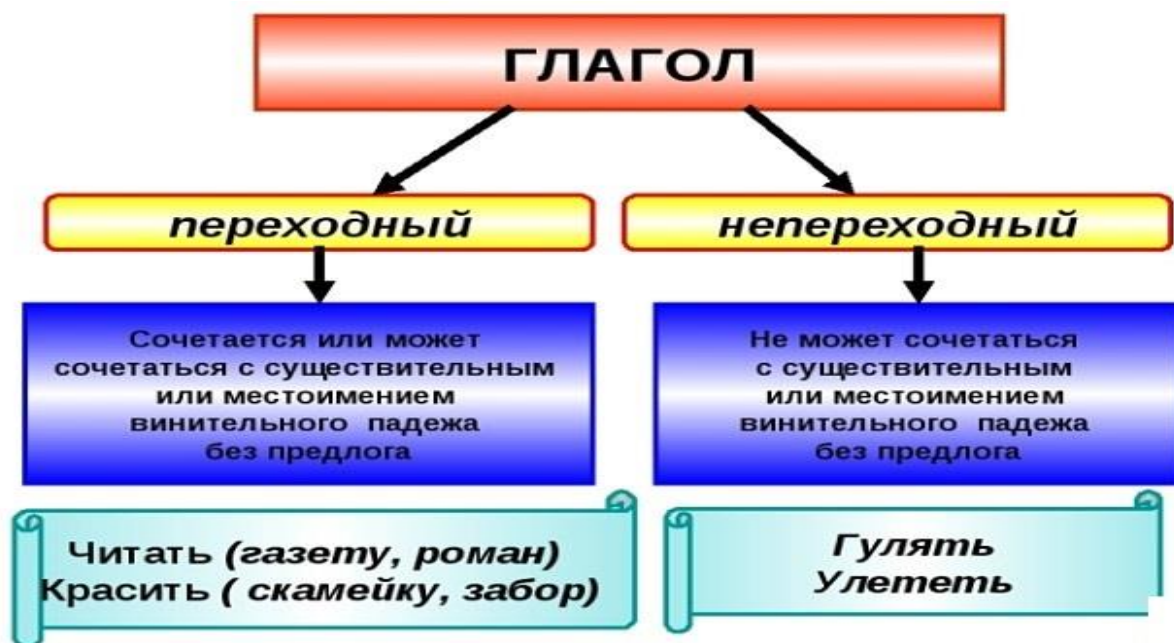 ГЛАГОЛ
переходный
непереходный
Сочетается или может
сочетаться с существительным
или местоимением
винительного падежа
без предлога
Не может сочетаться
с существительным
или местоимением
винительного падежа
без предлога
Читать (газету, роман)
Красить ( скамейку, забор)
Гулять
Улететь